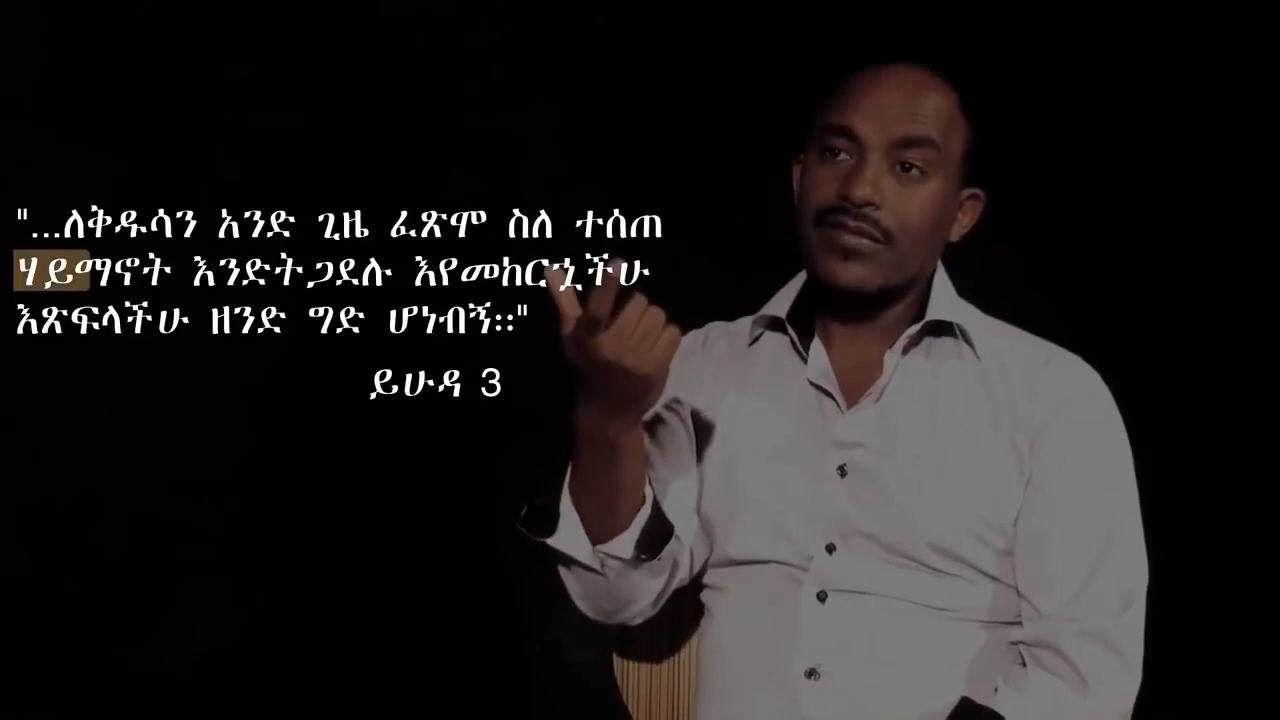 "...ለቅዱሳን አንድ ጊዜ ፈጽሞ ስለ ተሰጠ
ሃይማኖት እንድትጋደሉ እየመከርኋችሁ
እጽፍላችሁ ዘንድ ግድ ሆነብኝ።"
ይሁዳ 3